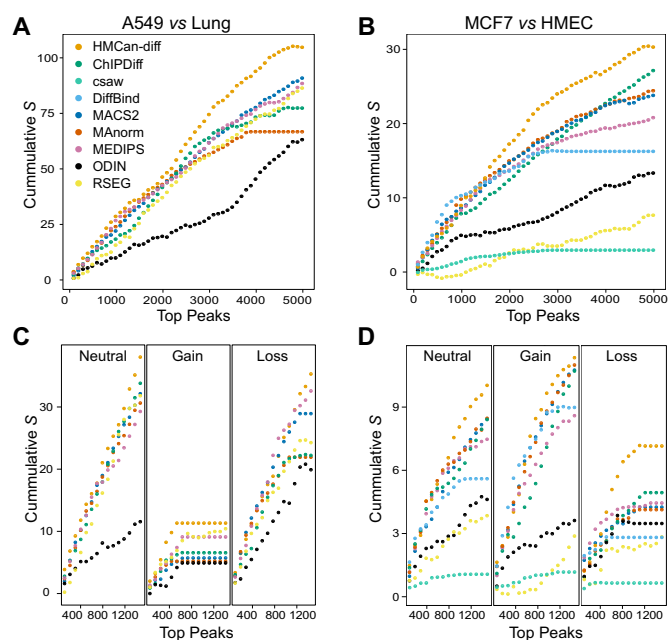 A
A549 vs Lung
HMCan-diff
ChIPDiff
csaw
DiffBind
MACS2
MAnorm
MEDIPS
ODIN
RSEG
Cummulative S
100
75
50
25
0
0 1000 2000 3000 4000 5000
Top Peaks
B
MCF7 vs HMEC
Cummulative S
30
20
10
0
0 1000 2000 3000 4000 5000
Top Peaks
C
Neutral Gain Loss
Cummulative S
30
20
10
0
400 800 1200 400 800 1200 400 800 1200
Top Peaks
D
Neutral Gain Loss
Cummulative S
9
6
3
0
400 800 1200 400 800 1200 400 800 1200
Top Peaks